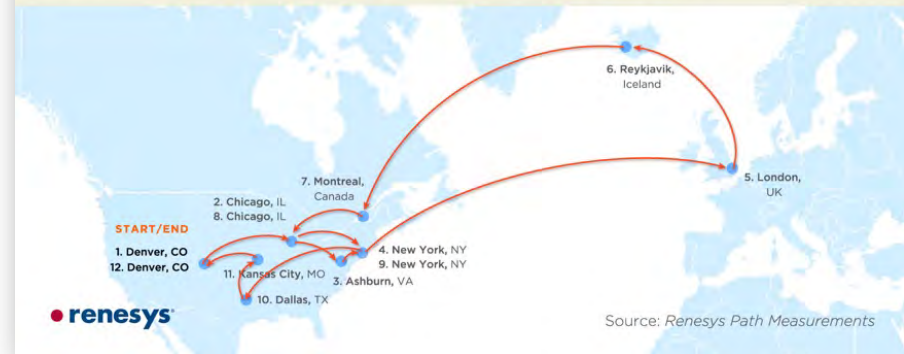 6. Reykjavik,
Iceland
7. Montreal,
Canada
5. London,
UK
2. Chicago, IL
8. Chicago, IL
START/END
1. Denver, CO
12. Denver, CO
4. New York, NY
9. New York, NY
11. Kansas City, MO
3. Ashburn, VA
10. Dallas, TX
renesys
Source: Renesys Path Measurements